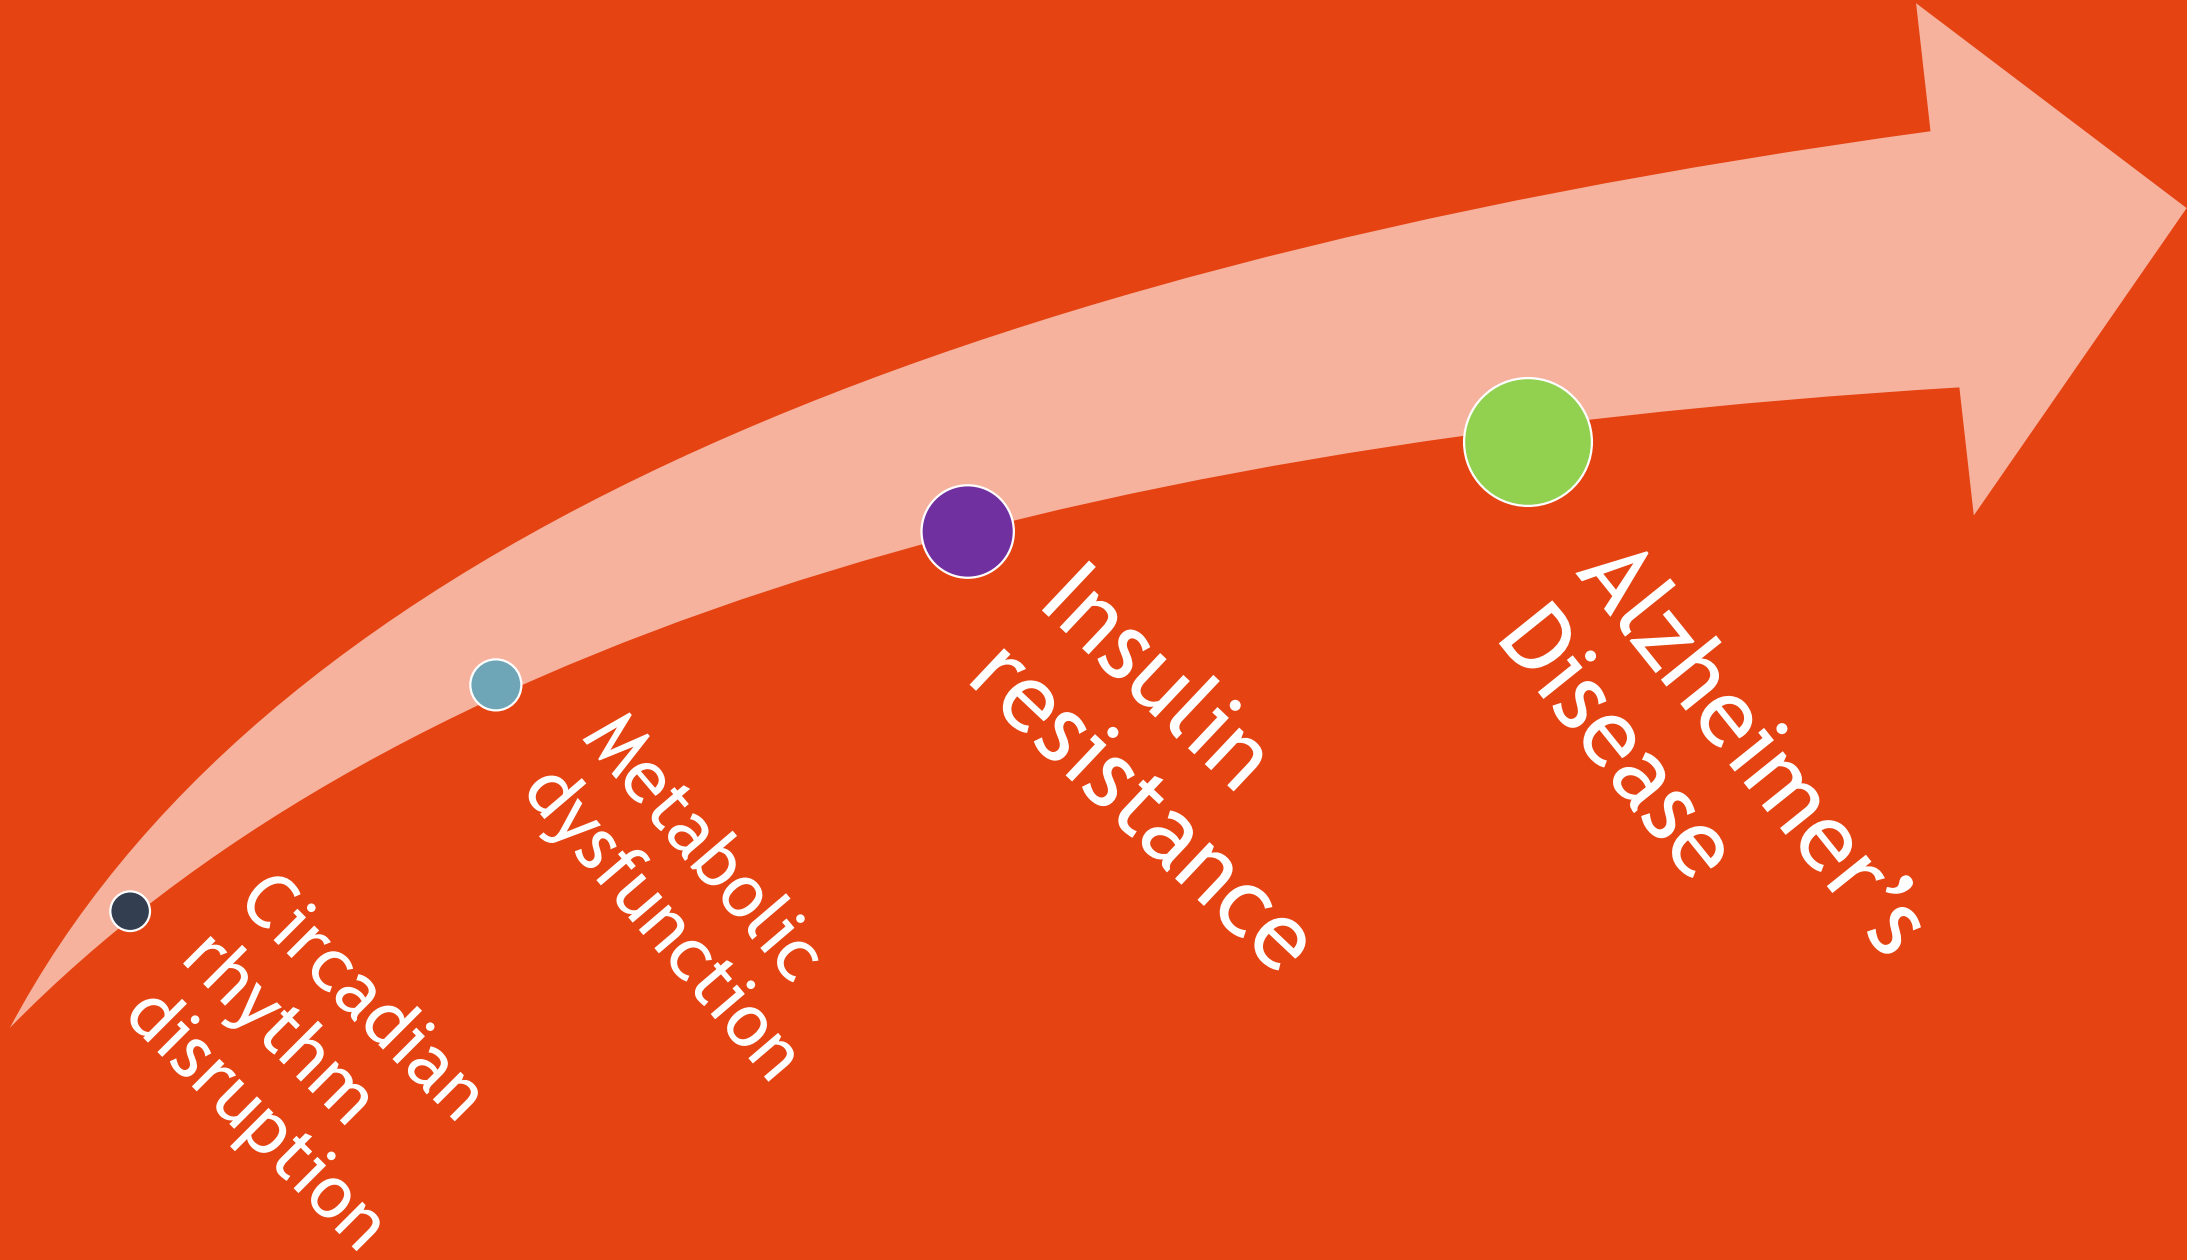 Circadian
rhythm
disruption
Metabolic
dysfunction
Insulin
resistance
Alzheimer’s
Disease